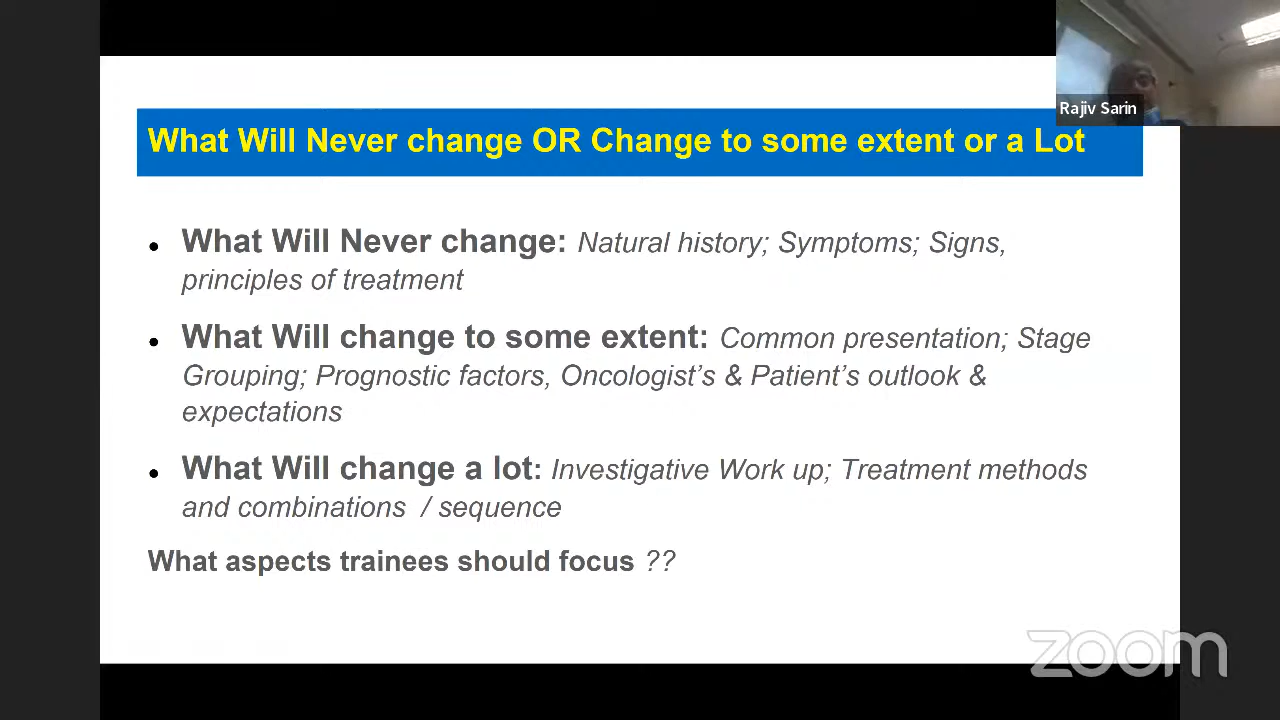 Rajiv Sarin
What Will Never change OR Change to some extent or a Lot
• What Will Never change: Natural history; Symptoms; Signs,
principles of treatment
• What Will change to some extent: Common presentation; Stage
Grouping; Prognostic factors, Oncologist’s & Patient’s outlook &
expectations
• What Will change a lot: Investigative Work up; Treatment methods
and combinations / sequence
What aspects trainees should focus ??
zoom